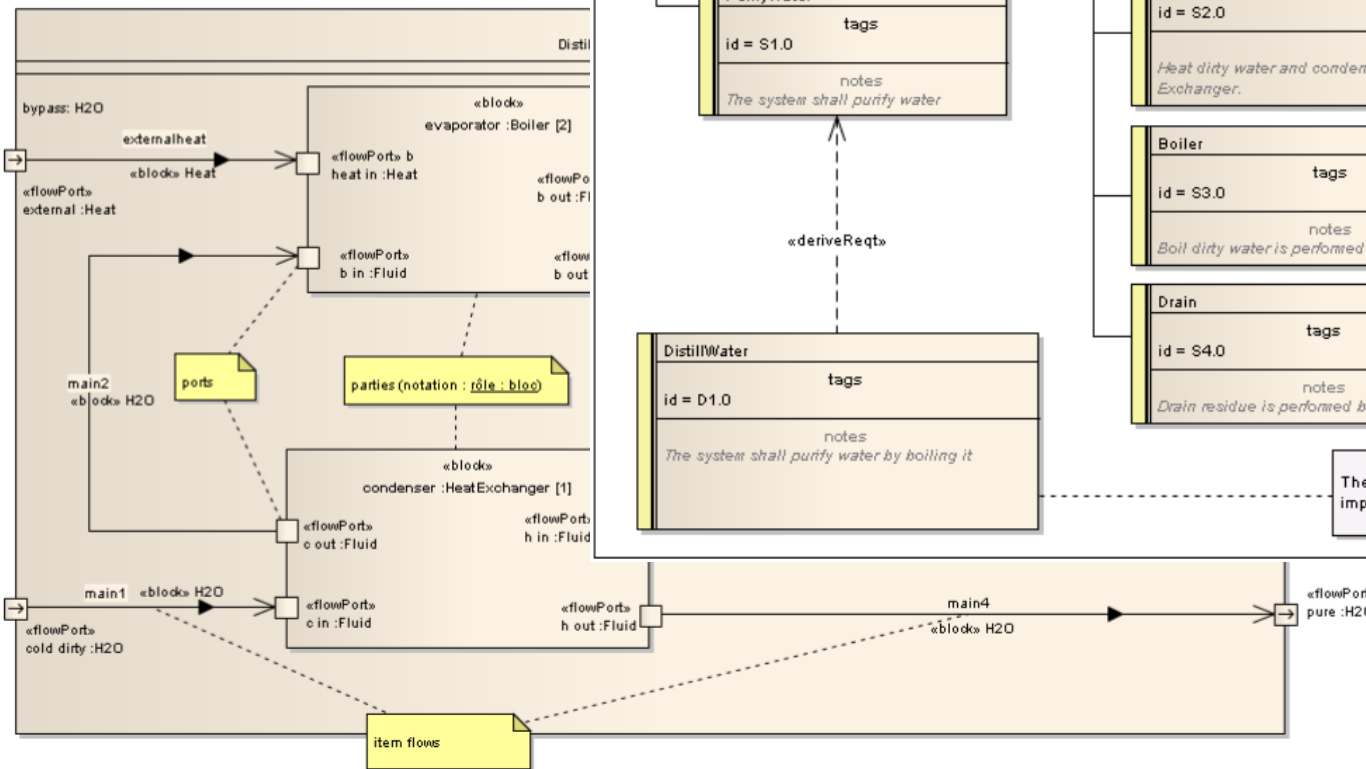 Distil
bypass: H2O
«block»
evaporator :Boiler [2]
externalheat
«block» Heat
«flowPort» b
heat in :Heat
«flowPort»
external :Heat
«flowPo
b out :Fl
«flowPort»
b in :Fluid
«flow
b out
ports
parties (notation : rôle : bloc)
main2
«block» H2O
«block»
condenser :HeatExchanger [1]
«flowPort»
c out :Fluid
«flowPort»
h in :Fluid
main1
«block» H2O
«flowPort»
c in :Fluid
«flowPort»
h out :Fluid
«flowPort»
cold dirty :H2O
main4
«block» H2O
«flowPort
pure :H2O
item flows
tags
id = S1.0
notes
The system shall purify water
«deriveReqt»
DistillWater
tags
id = D1.0
notes
The system shall purify water by boiling it
id = S2.0
Heat dirty water and conden
Exchanger.
Boiler
tags
id = S3.0
notes
Boil dirty water is performed
Drain
tags
id = S4.0
notes
Drain residue is performed b
The
imp